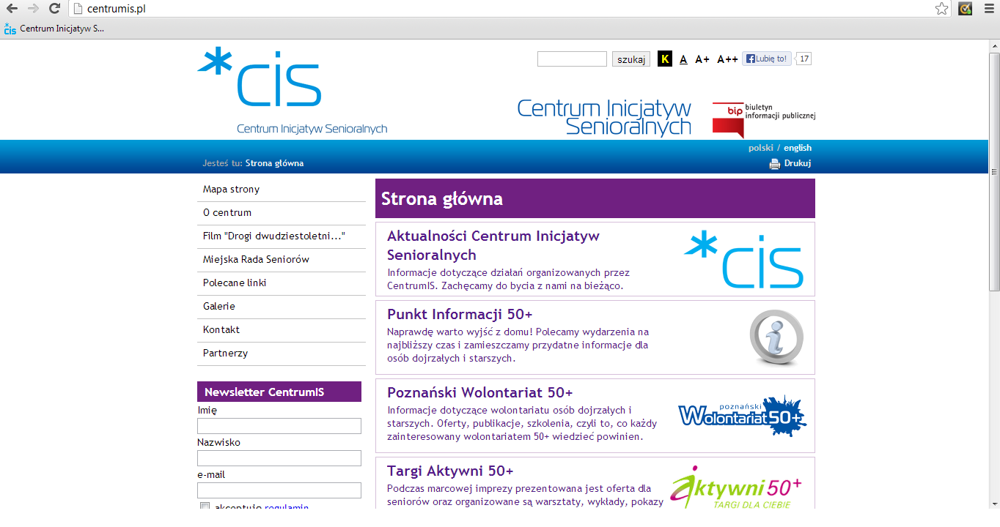 centrumis.pl
cis Centrum Inicjatyw S...
cis
Centrum Inicjatyw Senioralnych
szukaj K A A+ A++ Lubię to! 17
Centrum Inicjatyw
Senioralnych
bip biuletyn
informacji publicznej
polski / english
Jesteś tu: Strona główna
Drukuj
Mapa strony
O centrum
Film "Drogi dwudziestoletni..."
Miejska Rada Seniorów
Polecane linki
Galerie
Kontakt
Partnerzy
Newsletter CentrumIS
Imię
Nazwisko
e-mail
akceptuję regulamin
Strona główna
Aktualności Centrum Inicjatyw
Senioralnych
Informacje dotyczące działań organizowanych przez
CentrumIS. Zachęcamy do bycia z nami na bieżąco.
cis
Punkt Informacji 50+
Naprawdę warto wyjść z domu! Polecamy wydarzenia na
najbliższy czas i zamieszczamy przydatne informacje dla
osób dojrzałych i starszych.
i
Poznański Wolontariat 50+
Informacje dotyczące wolontariatu osób dojrzałych i
starszych. Oferty, publikacje, szkolenia, czyli to, co każdy
zainteresowany wolontariatem 50+ wiedzieć powinien.
poznański
Wolontariat 50+
Targi Aktywni 50+
Podczas marcowej imprezy prezentowana jest oferta dla
seniorów oraz organizowane są warsztaty, wykłady, pokazy
aktywni 50+
TARGI DLA CIEBIE